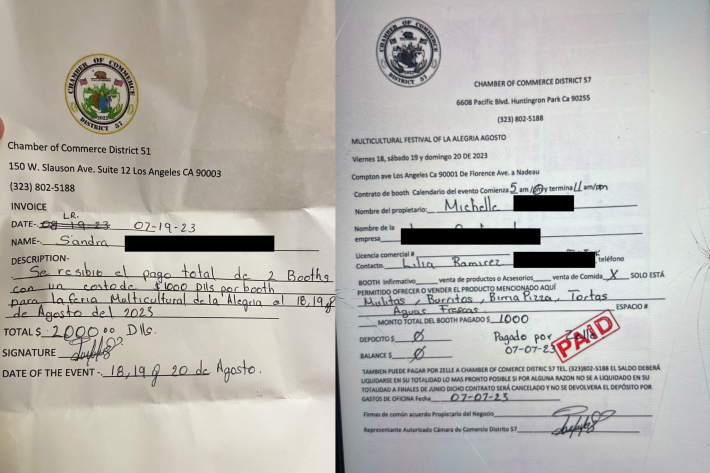 CHAMBER OF COMMERCE
DISTRICT 57
Chamber of Commerce District 51
150 W. Slauson Ave. Suite 12 Los Angeles CA 90003
(323) 802-5188
INVOICE
L.R.
DATE-. 08-19-23 07-19-23
NAME-. Sandra
DESCRIPTION-
Se resibio el pago total de 2 Booths
con un costo de $1000 Dlls por booth
para la feria Multicultural de la Alegria el 18, 19 y
de Agosto del 2023
TOTAL $ 2000.00 Dlls.
SIGNATURE
DATE OF THE EVENT -. 18, 19 y 20 de Agosto.
CHAMBER OF COMMERCE
DISTRICT 57
CHAMBER OF COMMERCE DISTRICT 57
6608 Pacific Blvd. Huntingron Park Ca 90255
(323) 802-5188
MULTICULTURAL FESTIVAL OF LA ALEGRIA AGOSTO
Viernes 18, sábado 19 y domingo 20 DE 2023
Compton ave Los Angeles Ca 90001 De Florence Ave. a Nadeau
Contrato de booth Calendario del evento Comienza 5 am/pm y termina 11 am/pm
Nombre del propietario: Michelle
Nombre de la
empresa
Licencia comercial #
Contacto. Lilia Ramirez teléfono
BOOTH Informativo venta de productos o Acsesorios venta de Comida X SOLO ESTÁ
PERMITIDO OFRECER O VENDER EL PRODUCTO MENCIONADO AQUÍ
Mulitas, Burritos, Birria Pizza, Tortas
Aguas Frescas. ESPACIO #
MONTO TOTAL DEL BOOTH PAGADO $ 1000
DEPOCITO $ 0 Pagado por Zelle
BALANCE $ 0 07-07-23 PAID
TAMBIEN PUEDE PAGAR POR ZELLE A CHAMBER OF COMMERCE DISTRIC 57 TEL. (323)802-5188 EL SALDO DEBERÁ
LIQUIDARSE EN SU TOTALIDAD LO MAS PRONTO POSIBLE SI POR ALGUNA RAZON NO SE A LIQUIDADO EN SU
TOTALIDAD A FINALES DE JUNIO DICHO CONTRATO SERÁ CANCELADO Y NO SE DEVOLVERA EL DEPÓSITO POR
GASTOS DE OFICINA Fecha 07-07-23
Firmas de común acuerdo Propietario del Negocio
Representante Autorizado Cámara de Comercio Distrito 57